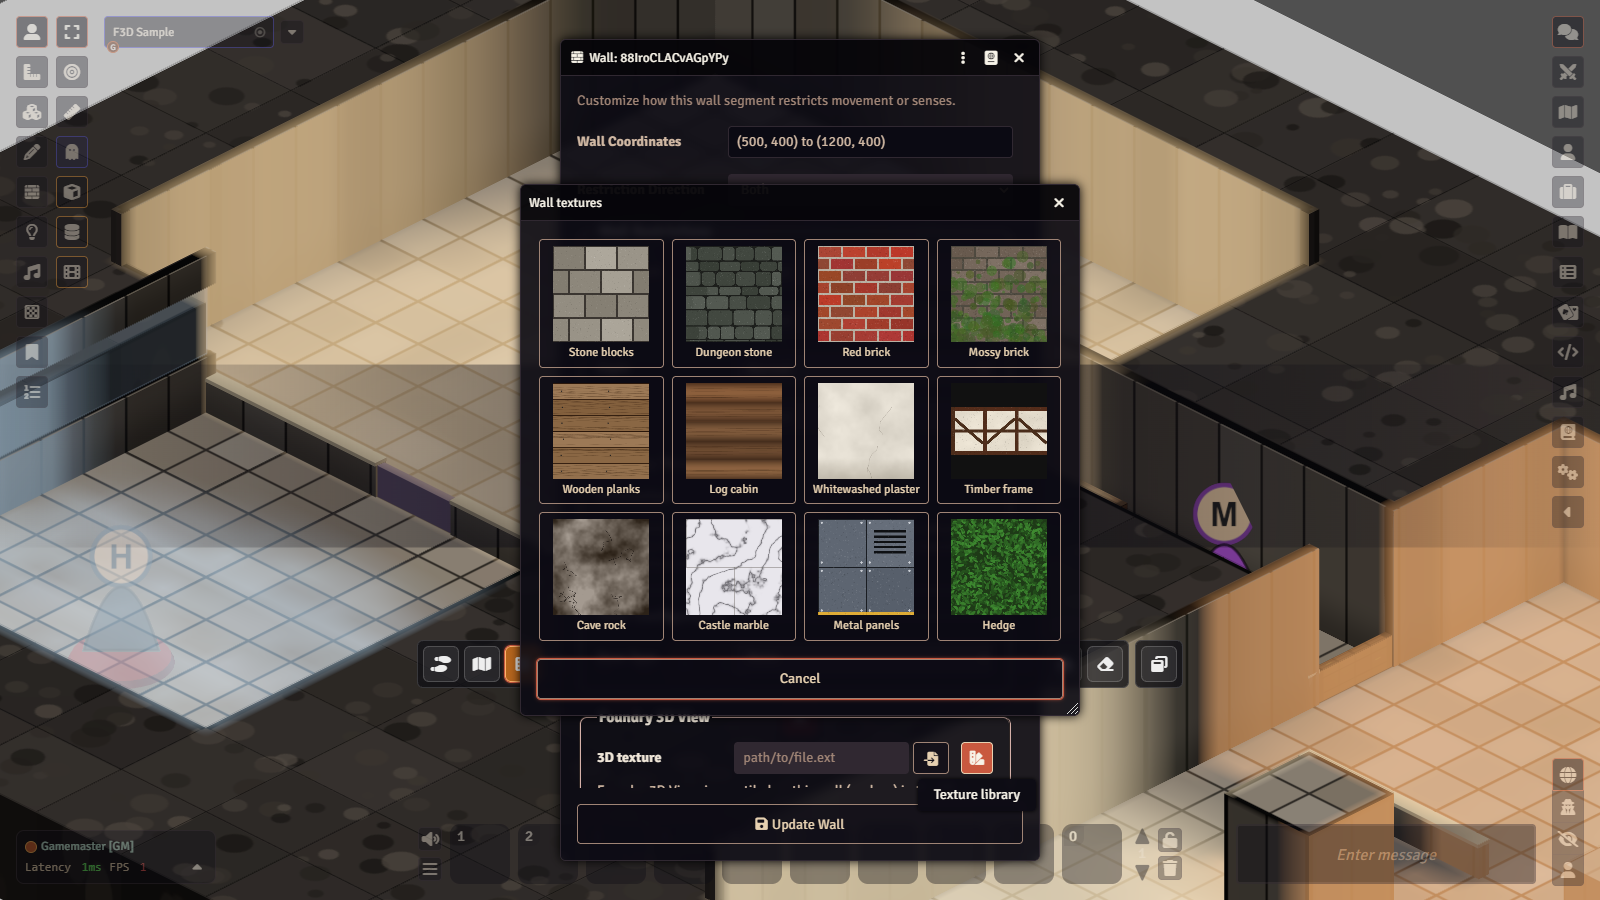 F3D Sample
G
Wall: 88IroCLACvAGpYPy
Customize how this wall segment restricts movement or senses.
Wall Coordinates
(500, 400) to (1200, 400)
Restriction Direction
Both
Wall textures
Stone blocks
Dungeon stone
Red brick
Mossy brick
Wooden planks
Log cabin
Whitewashed plaster
Timber frame
Cave rock
Castle marble
Metal panels
Hedge
Cancel
H
M
Foundry 3D View
3D texture
path/to/file.ext
Texture library
Update Wall
Gamemaster [GM]
Latency 1ms FPS 1
1
2
0
Enter message